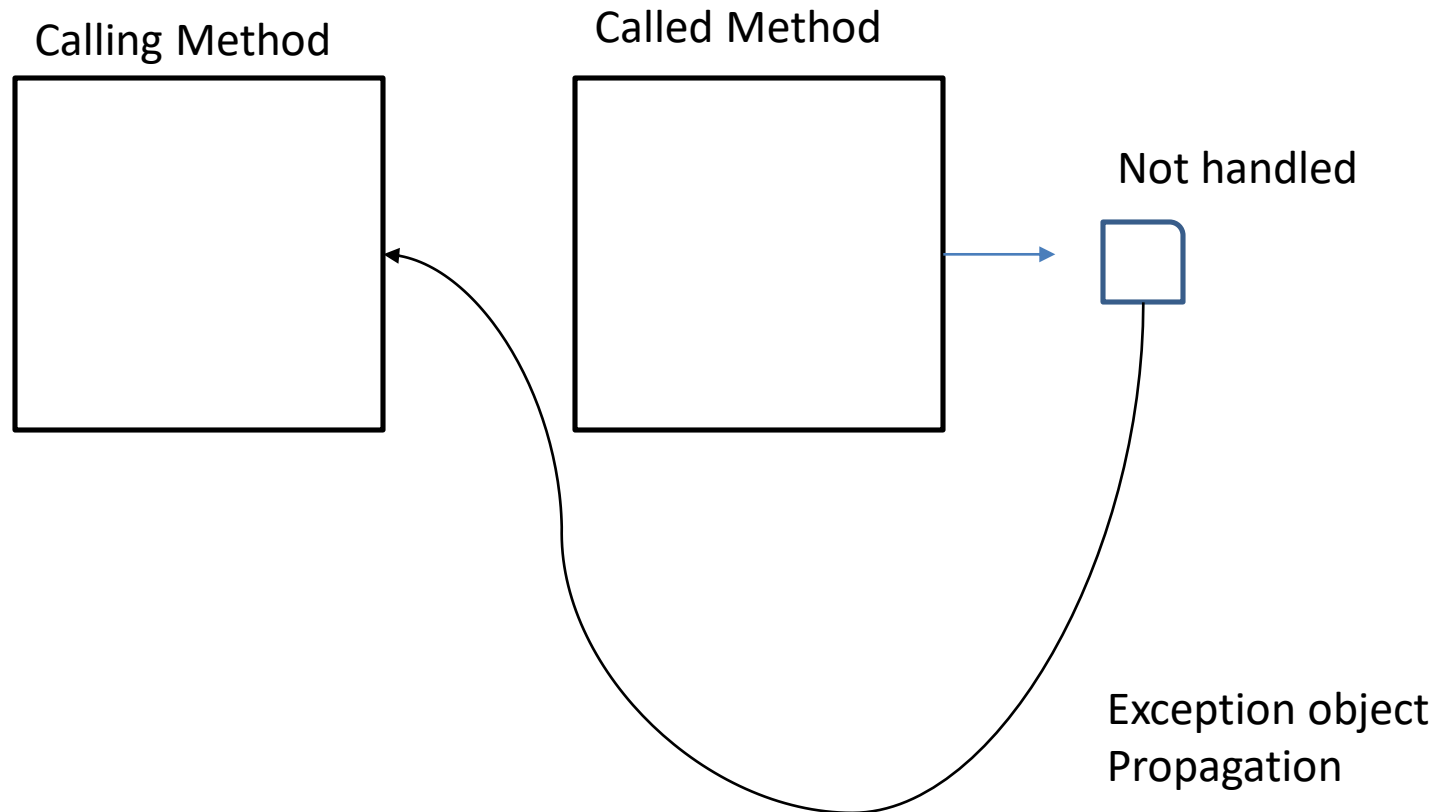 Calling Method
Called Method
Not handled
Exception object
Propagation